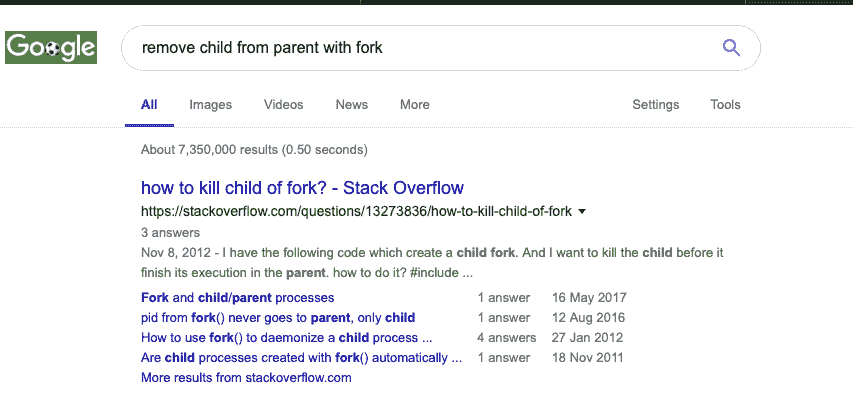 Google
remove child from parent with fork
All Images Videos News More Settings Tools
About 7,350,000 results (0.50 seconds)
how to kill child of fork? - Stack Overflow
https://stackoverflow.com/questions/13273836/how-to-kill-child-of-fork
3 answers
Nov 8, 2012 - I have the following code which create a child fork. And I want to kill the child before it
finish its execution in the parent. how to do it? #include ...
Fork and child/parent processes 1 answer 16 May 2017
pid from fork() never goes to parent, only child 1 answer 12 Aug 2016
How to use fork() to daemonize a child process ... 4 answers 27 Jan 2012
Are child processes created with fork() automatically ... 1 answer 18 Nov 2011
More results from stackoverflow.com